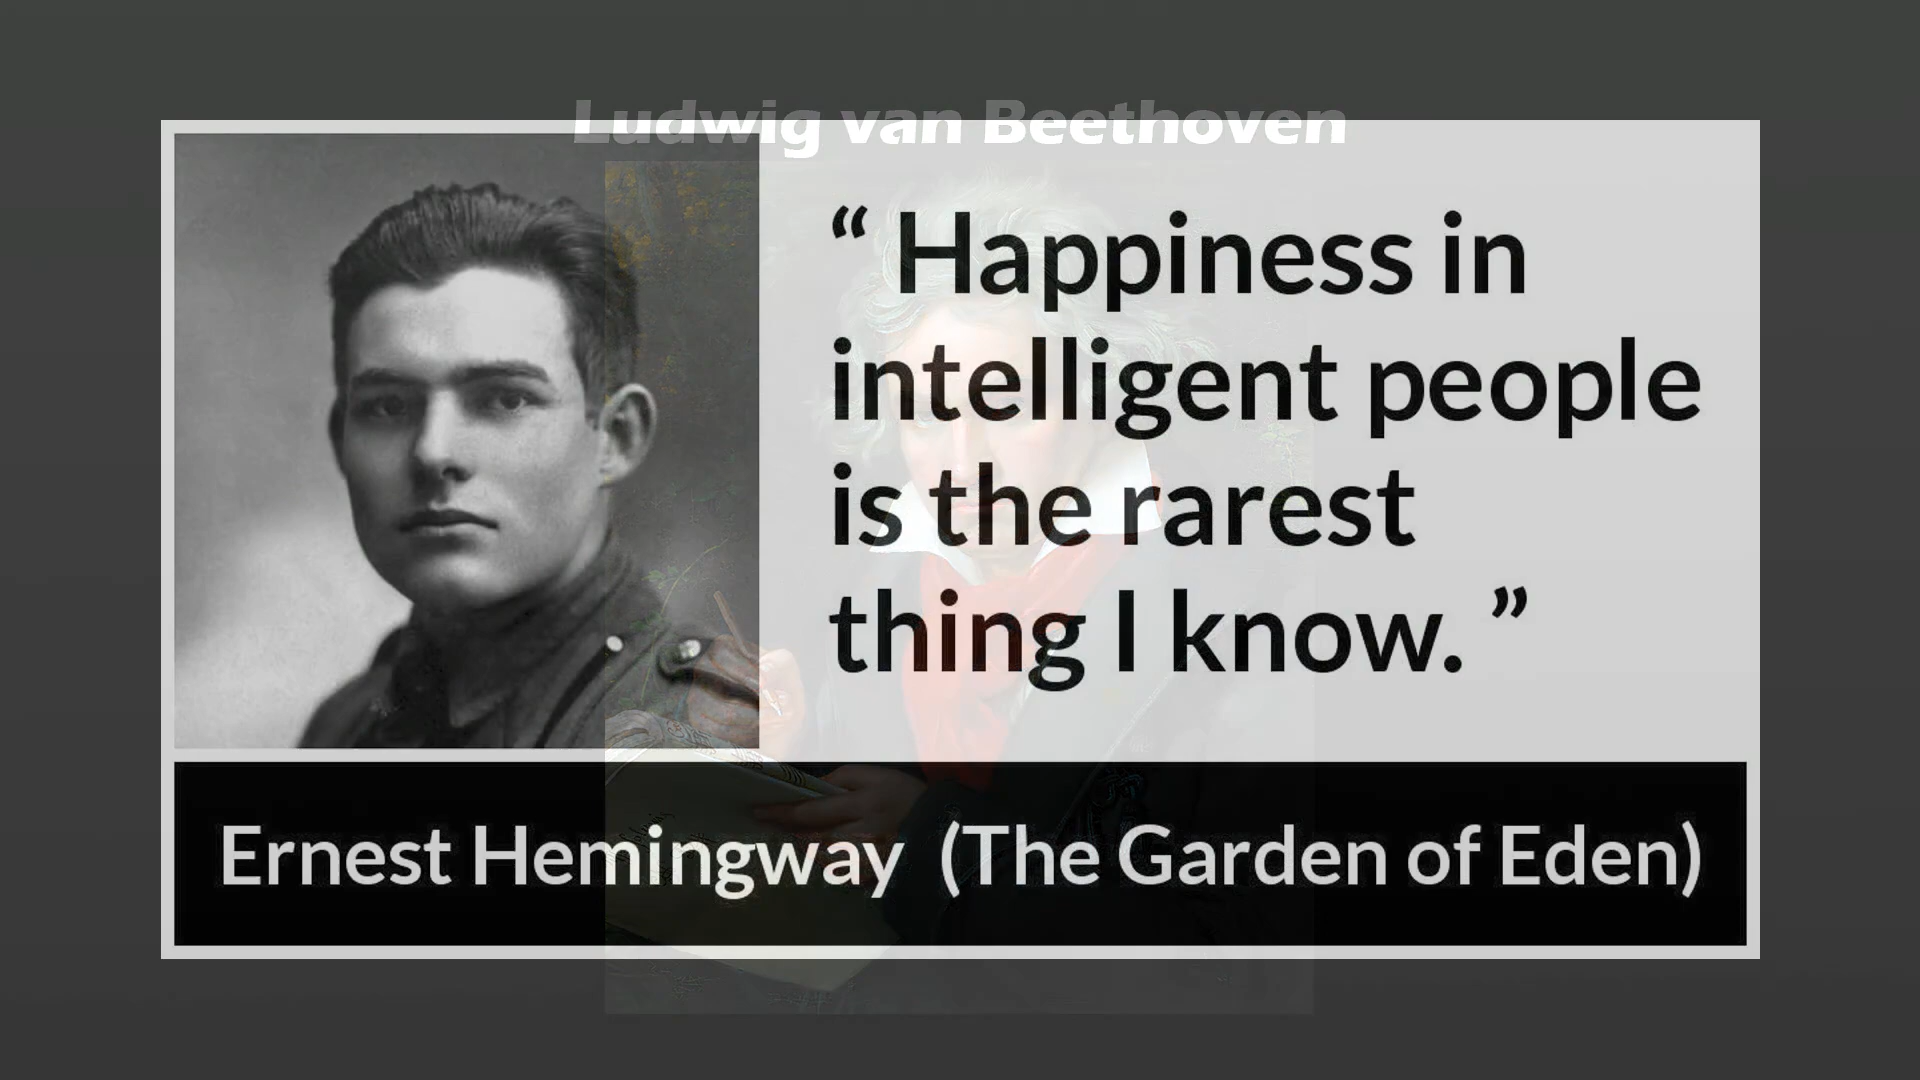 Ludwig van Beethoven
“ Happiness in
intelligent people
is the rarest
thing I know. ”
Ernest Hemingway (The Garden of Eden)